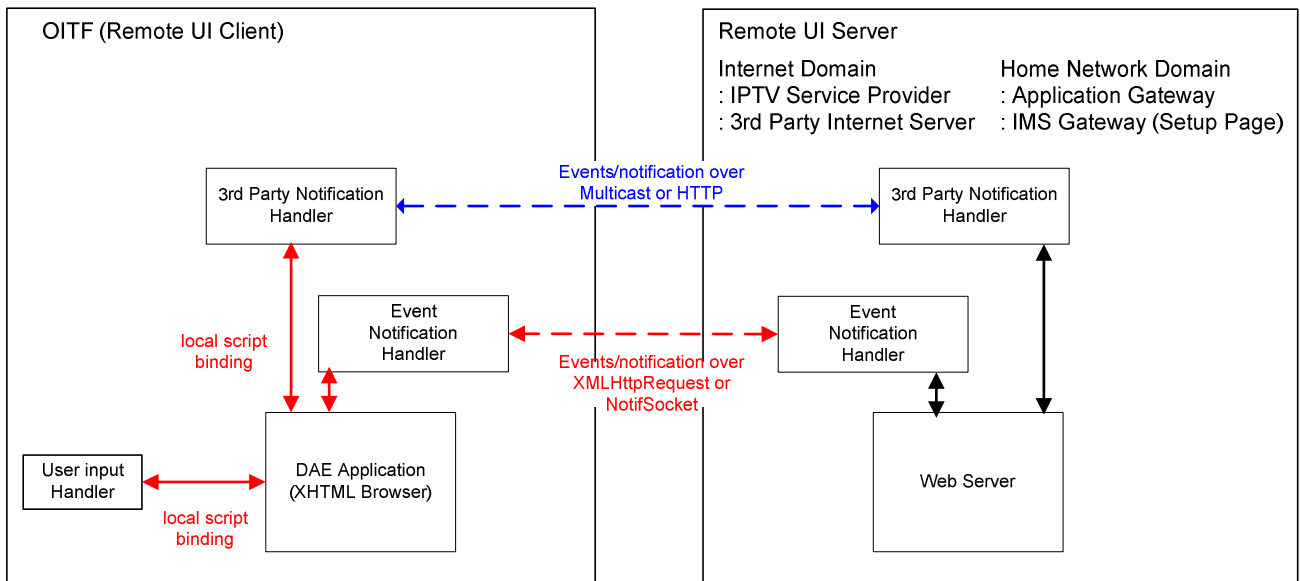 OITF (Remote UI Client)
Remote UI Server
Internet Domain
: IPTV Service Provider
: 3rd Party Internet Server
Home Network Domain
: Application Gateway
: IMS Gateway (Setup Page)
3rd Party Notification
Handler
Events/notification over
Multicast or HTTP
3rd Party Notification
Handler
local script
binding
Event
Notification
Handler
Events/notification over
XMLHttpRequest or
NotifSocket
Event
Notification
Handler
User input
Handler
local script
binding
DAE Application
(XHTML Browser)
Web Server